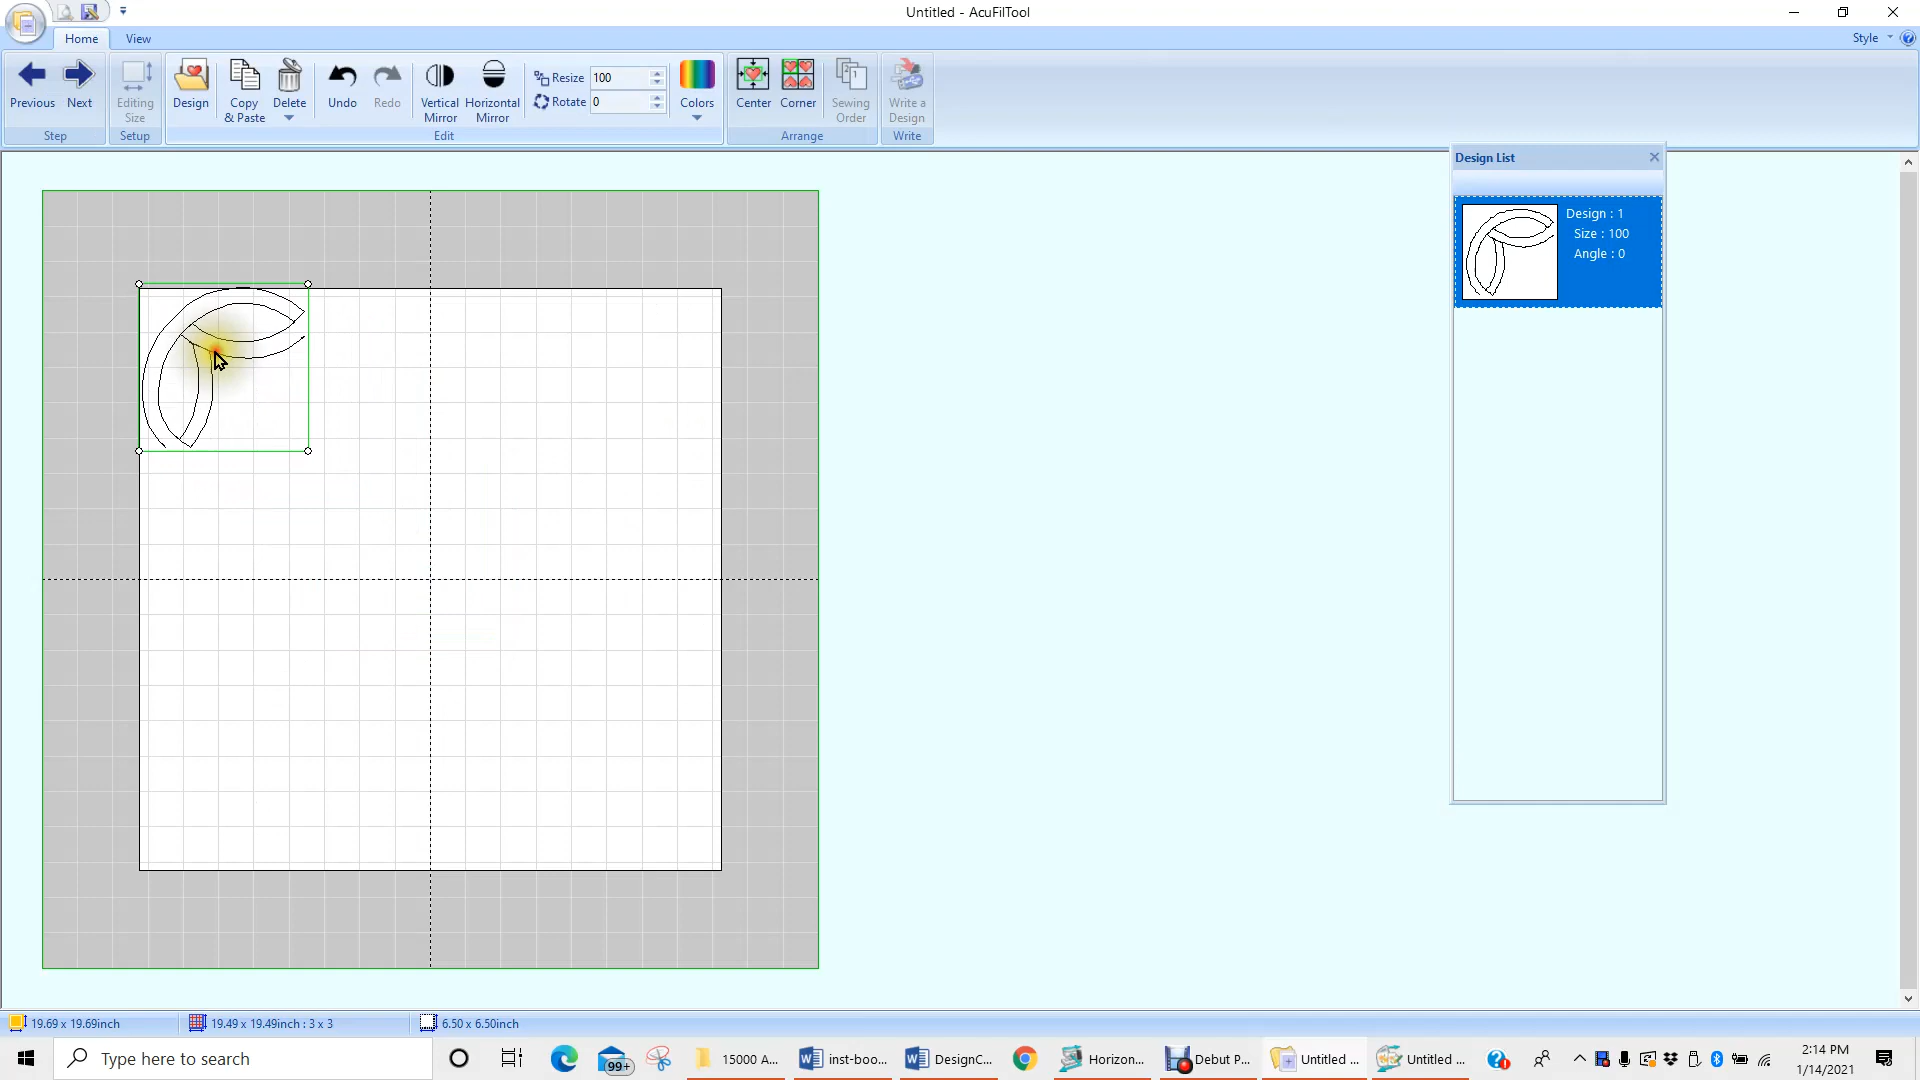 Untitled - AcuFilTool
Home View
Style
Previous Next
Editing Size
Design
Copy & Paste
Delete
Undo Redo
Vertical Mirror
Horizontal Mirror
Resize 100
Rotate 0
Colors
Center Corner
Sewing Order
Write a Design
Step Setup Edit Arrange Write
Design List
Design : 1
Size : 100
Angle : 0
19.69 x 19.69inch
19.49 x 19.49inch : 3 x 3
6.50 x 6.50inch
Type here to search
99+
15000 A...
inst-boo...
DesignC...
Horizon...
Debut P...
Untitled ...
Untitled ...
2:14 PM
1/14/2021